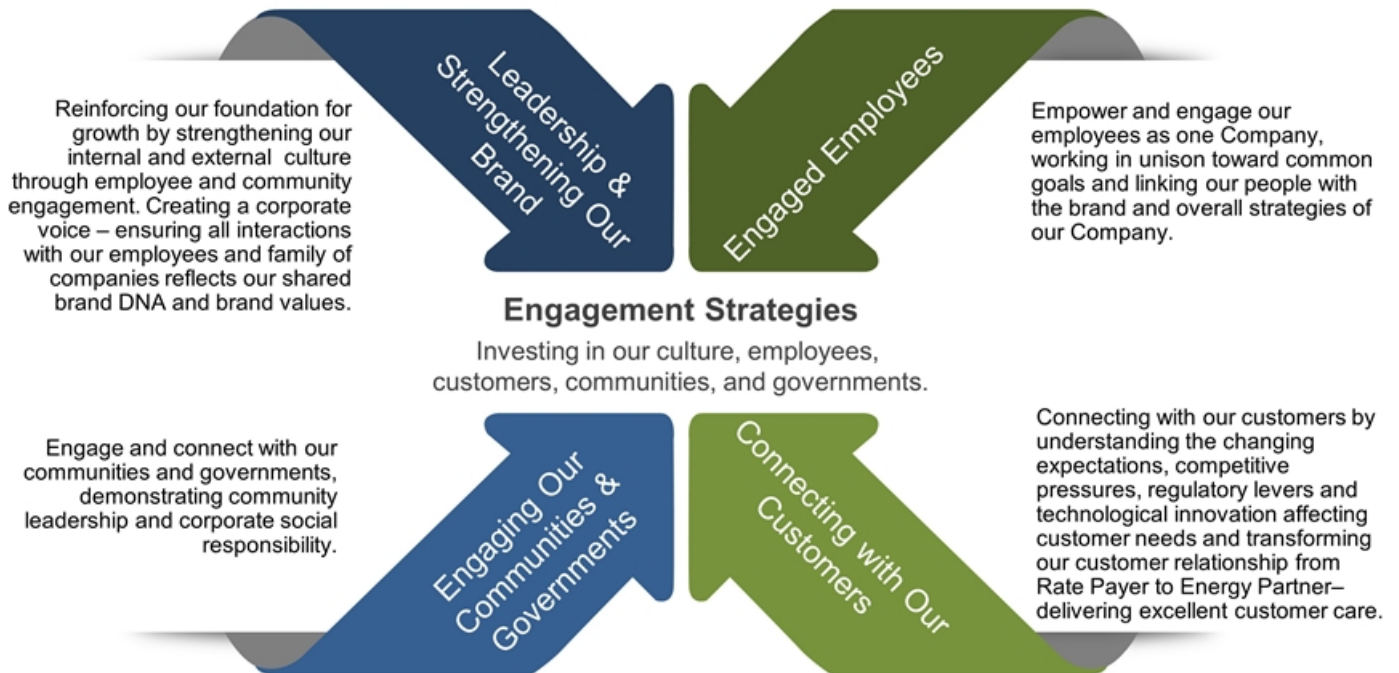 Leadership &
Strengthening Our
Brand
Reinforcing our foundation for
growth by strengthening our
internal and external culture
through employee and community
engagement. Creating a corporate
voice – ensuring all interactions
with our employees and family of
companies reflects our shared
brand DNA and brand values.
Engaged Employees
Empower and engage our
employees as one Company,
working in unison toward common
goals and linking our people with
the brand and overall strategies of
our Company.
Engagement Strategies
Investing in our culture, employees,
customers, communities, and governments.
Engaging Our
Communities &
Governments
Engage and connect with our
communities and governments,
demonstrating community
leadership and corporate social
responsibility.
Connecting with Our
Customers
Connecting with our customers by
understanding the changing
expectations, competitive
pressures, regulatory levers and
technological innovation affecting
customer needs and transforming
our customer relationship from
Rate Payer to Energy Partner–
delivering excellent customer care.